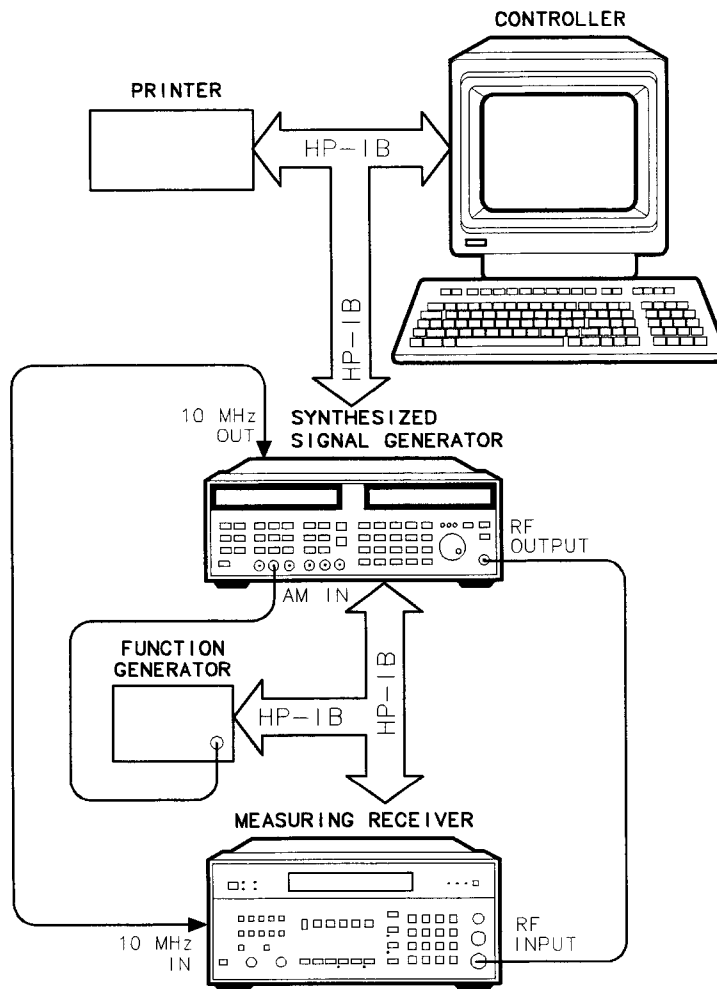 CONTROLLER
PRINTER
HP-IB
HP-IB
10 MHz
OUT
SYNTHESIZED
SIGNAL GENERATOR
RF
OUTPUT
AM IN
FUNCTION
GENERATOR
HP-IB
HP-IB
MEASURING RECEIVER
10 MHz
IN
RF
INPUT